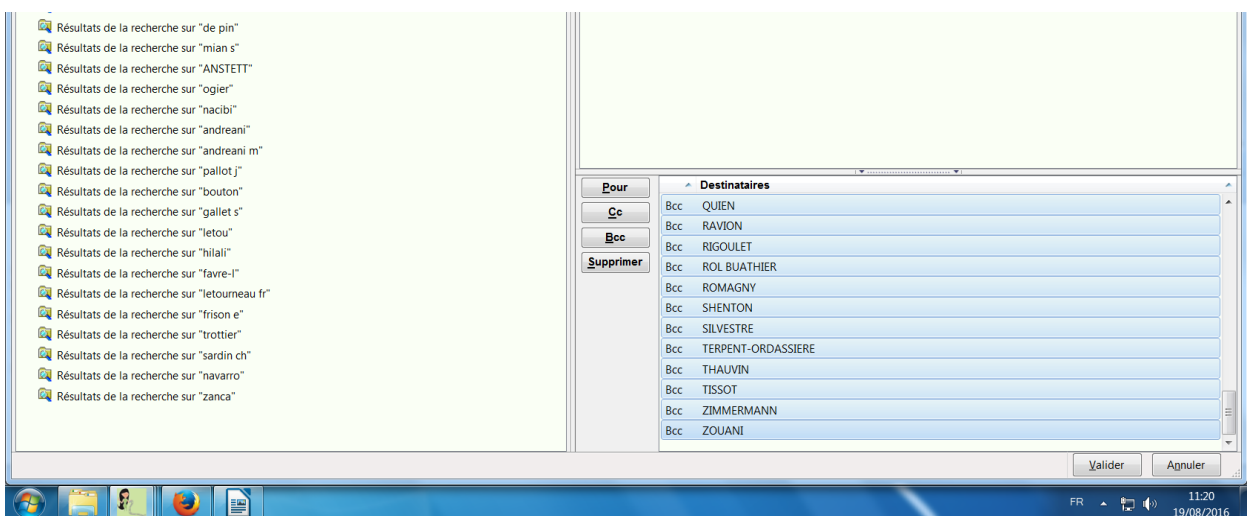 Résultats de la recherche sur "de pin"
Résultats de la recherche sur "mian s"
Résultats de la recherche sur "ANSTETT"
Résultats de la recherche sur "ogier"
Résultats de la recherche sur "nacibi"
Résultats de la recherche sur "andreani"
Résultats de la recherche sur "andreani m"
Résultats de la recherche sur "pallot j"
Résultats de la recherche sur "bouton"
Résultats de la recherche sur "gallet s"
Résultats de la recherche sur "letou"
Résultats de la recherche sur "hilali"
Résultats de la recherche sur "favre-l"
Résultats de la recherche sur "letourneau fr"
Résultats de la recherche sur "frison e"
Résultats de la recherche sur "trottier"
Résultats de la recherche sur "sardin ch"
Résultats de la recherche sur "navarro"
Résultats de la recherche sur "zanca"
Pour
Cc
Bcc
Supprimer
Destinataires
Bcc QUIEN
Bcc RAVION
Bcc RIGOULET
Bcc ROL BUATHIER
Bcc ROMAGNY
Bcc SHENTON
Bcc SILVESTRE
Bcc TERPENT-ORDASSIERE
Bcc THAUVIN
Bcc TISSOT
Bcc ZIMMERMANN
Bcc ZOUANI
Valider Annuler
FR 11:20
19/08/2016